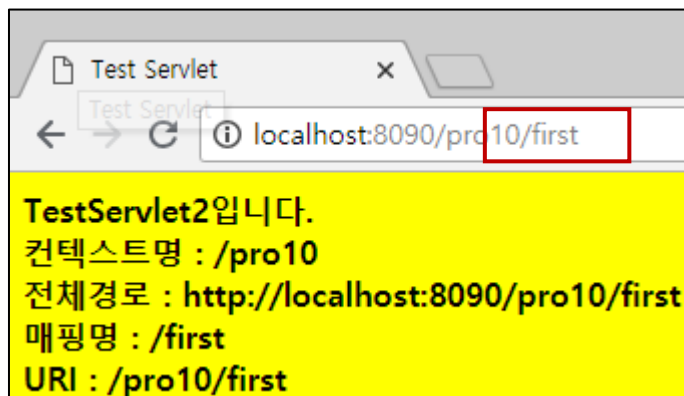 Test Servlet
Test Servlet
localhost:8090/pro10/first
TestServlet2입니다.
컨텍스트명 : /pro10
전체경로 : http://localhost:8090/pro10/first
매핑명 : /first
URI : /pro10/first